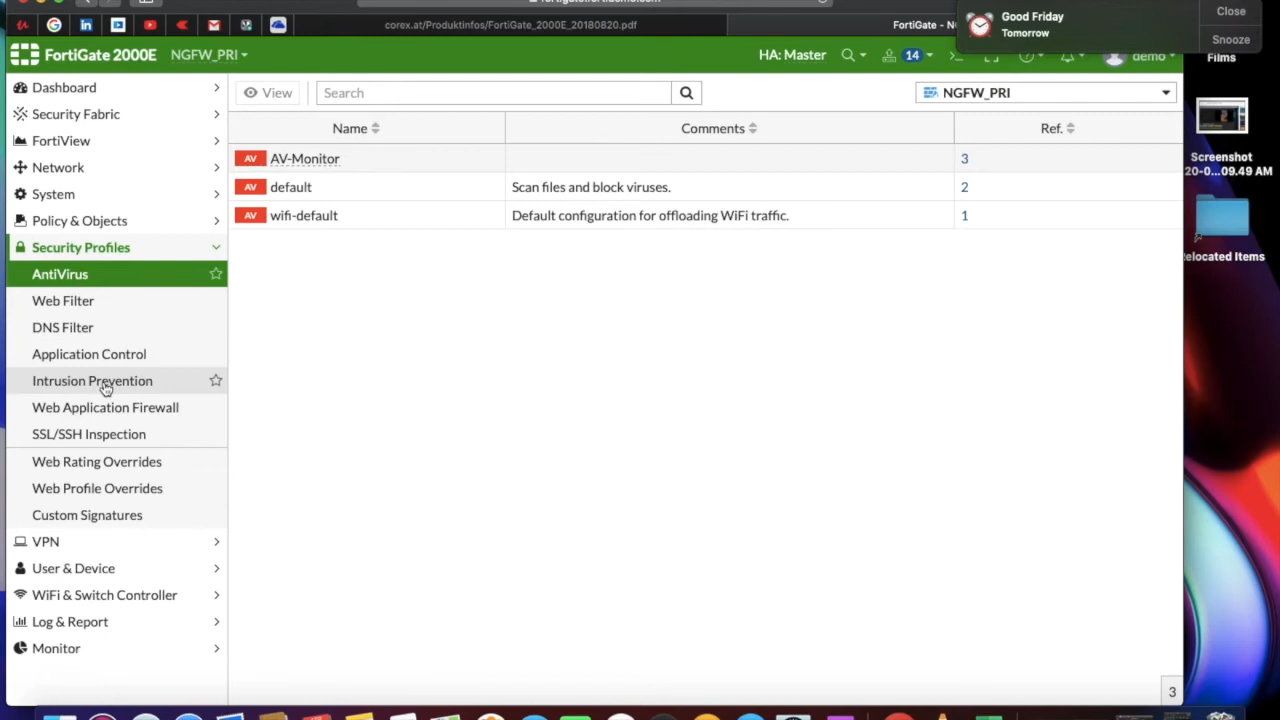 corex.at/Produktinfos/FortiGate_2000E_20180820.pdf
Good Friday
Tomorrow
Close
Snooze
FortiGate 2000E
NGFW_PRI
HA: Master
14
demo
Films
Screenshot
20-0...09.49 AM
elocated Items
Dashboard
Security Fabric
FortiView
Network
System
Policy & Objects
Security Profiles
AntiVirus
Web Filter
DNS Filter
Application Control
Intrusion Prevention
Web Application Firewall
SSL/SSH Inspection
Web Rating Overrides
Web Profile Overrides
Custom Signatures
VPN
User & Device
WiFi & Switch Controller
Log & Report
Monitor
View
Search
NGFW_PRI
Name
Comments
Ref.
AV AV-Monitor 3
AV default Scan files and block viruses. 2
AV wifi-default Default configuration for offloading WiFi traffic. 1
3